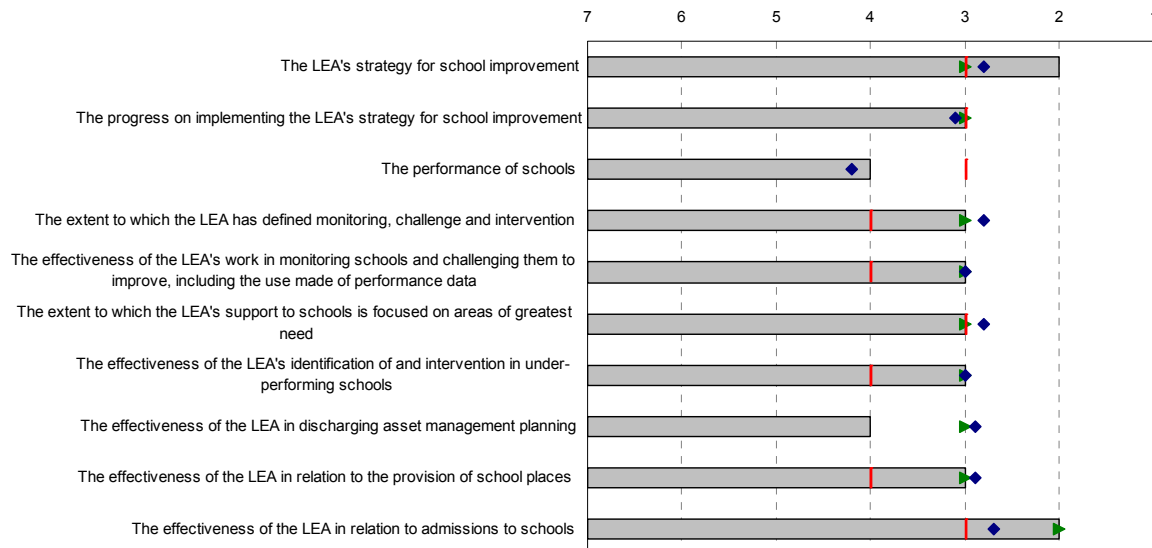 7 6 5 4 3 2 1
The LEA's strategy for school improvement
The progress on implementing the LEA's strategy for school improvement
The performance of schools
The extent to which the LEA has defined monitoring, challenge and intervention
The effectiveness of the LEA's work in monitoring schools and challenging them to
improve, including the use made of performance data
The extent to which the LEA's support to schools is focused on areas of greatest
need
The effectiveness of the LEA's identification of and intervention in under-
performing schools
The effectiveness of the LEA in discharging asset management planning
The effectiveness of the LEA in relation to the provision of school places
The effectiveness of the LEA in relation to admissions to schools